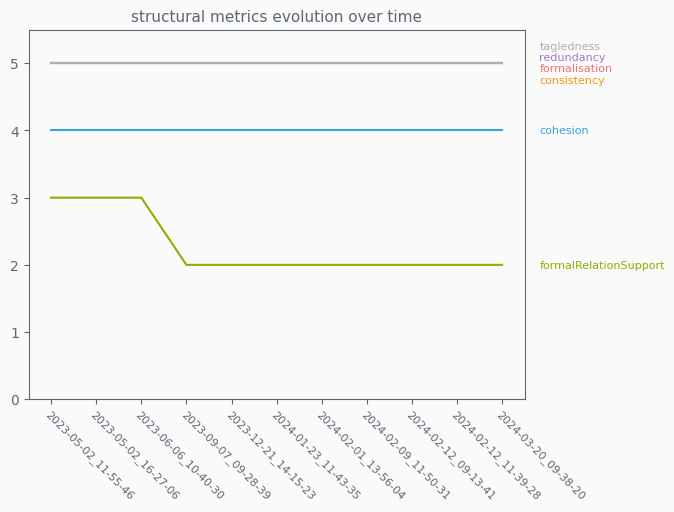 structural metrics evolution over time
tagledness
redundancy
formalisation
consistency
cohesion
formalRelationSupport
5
4
3
2
1
0
2023-05-02_11-55-46
2023-05-02_16-27-06
2023-06-06_10-40-30
2023-09-07_09-28-39
2023-12-21_14-15-23
2024-01-23_11-43-35
2024-02-01_13-56-04
2024-02-09_11-50-31
2024-02-12_09-13-41
2024-02-12_11-39-28
2024-03-20_09-38-20